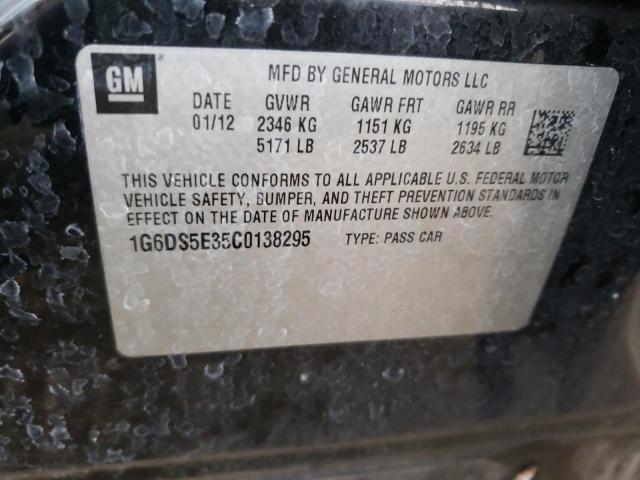 GM
MFD BY GENERAL MOTORS LLC
DATE GVWR GAWR FRT GAWR RR
01/12 2346 KG 1151 KG 1195 KG
5171 LB 2537 LB 2634 LB
THIS VEHICLE CONFORMS TO ALL APPLICABLE U.S. FEDERAL MOTOR
VEHICLE SAFETY, BUMPER, AND THEFT PREVENTION STANDARDS IN
EFFECT ON THE DATE OF MANUFACTURE SHOWN ABOVE.
1G6DS5E35C0138295 TYPE: PASS CAR